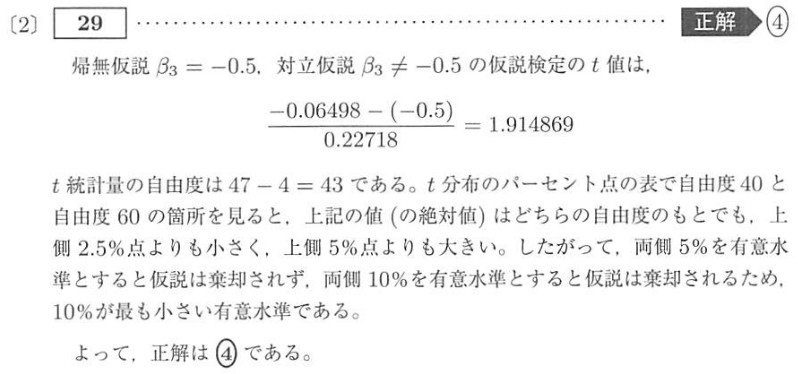 〔2〕 29 ‥‥‥‥‥‥‥‥‥‥‥‥‥‥‥‥ 正解 ④
帰無仮説 β₃ = −0.5，対立仮説 β₃ ≠ −0.5 の仮説検定の t 値は，
−0.06498 − (−0.5)
0.22718
= 1.914869
t 統計量の自由度は 47 − 4 = 43 である。t 分布のパーセント点の表で自由度 40 と
自由度 60 の箇所を見ると，上記の値 (の絶対値) はどちらの自由度のもとでも，上
側 2.5%点よりも小さく，上側 5%点よりも大きい。したがって，両側 5%を有意水
準とすると仮説は棄却されず，両側 10%を有意水準とすると仮説は棄却されるため，
10%が最も小さい有意水準である。
よって，正解は ④ である。